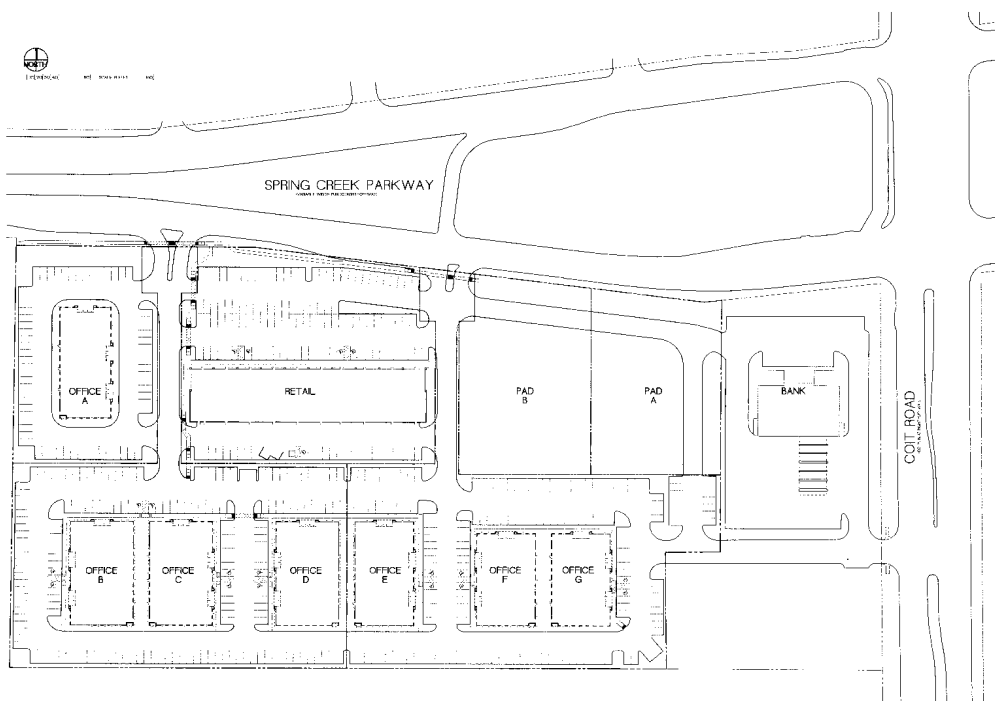 NORTH
SPRING CREEK PARKWAY
OFFICE
A
RETAIL
PAD
B
PAD
A
BANK
COIT ROAD
OFFICE
B
OFFICE
C
OFFICE
D
OFFICE
E
OFFICE
F
OFFICE
G